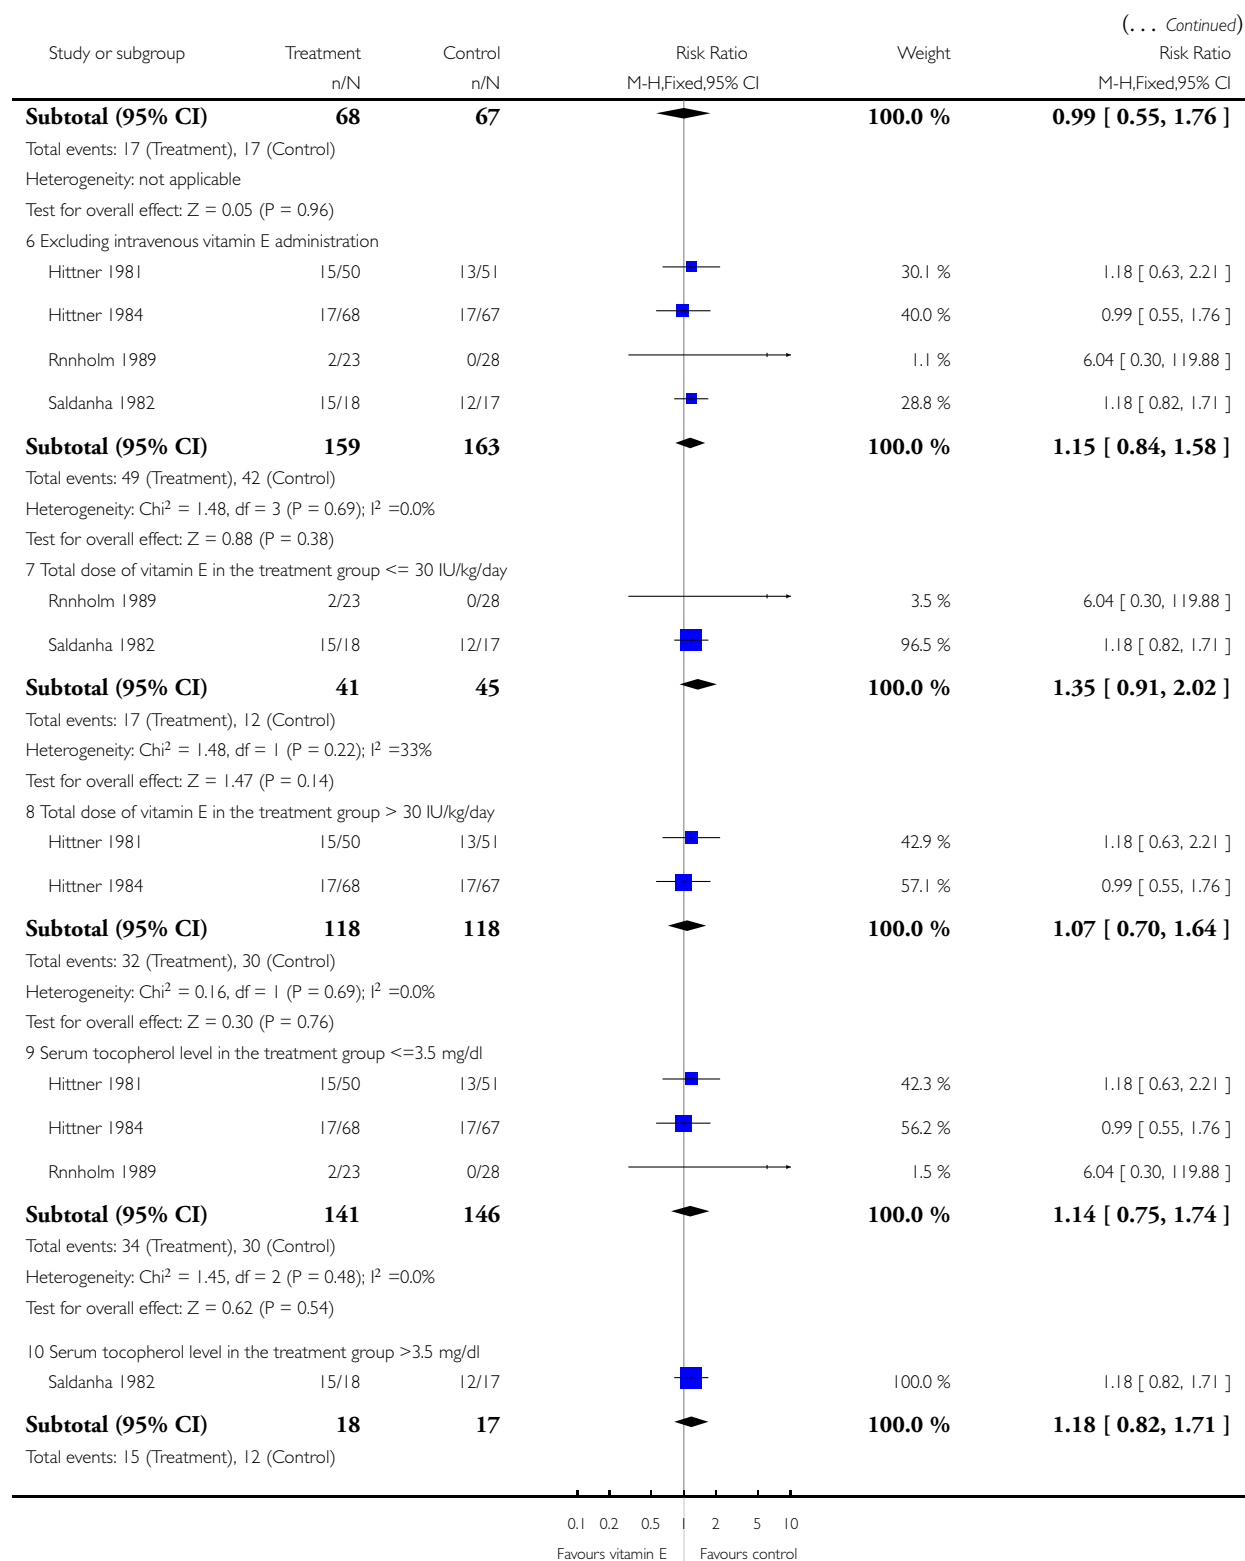 (... Continued)
Study or subgroup Treatment Control Risk Ratio Weight Risk Ratio
n/N n/N M-H,Fixed,95% CI M-H,Fixed,95% CI
Subtotal (95% CI) 68 67 100.0 % 0.99 [ 0.55, 1.76 ]
Total events: 17 (Treatment), 17 (Control)
Heterogeneity: not applicable
Test for overall effect: Z = 0.05 (P = 0.96)
6 Excluding intravenous vitamin E administration
Hittner 1981 15/50 13/51 30.1 % 1.18 [ 0.63, 2.21 ]
Hittner 1984 17/68 17/67 40.0 % 0.99 [ 0.55, 1.76 ]
Rnnholm 1989 2/23 0/28 1.1 % 6.04 [ 0.30, 119.88 ]
Saldanha 1982 15/18 12/17 28.8 % 1.18 [ 0.82, 1.71 ]
Subtotal (95% CI) 159 163 100.0 % 1.15 [ 0.84, 1.58 ]
Total events: 49 (Treatment), 42 (Control)
Heterogeneity: Chi² = 1.48, df = 3 (P = 0.69); I² =0.0%
Test for overall effect: Z = 0.88 (P = 0.38)
7 Total dose of vitamin E in the treatment group <= 30 IU/kg/day
Rnnholm 1989 2/23 0/28 3.5 % 6.04 [ 0.30, 119.88 ]
Saldanha 1982 15/18 12/17 96.5 % 1.18 [ 0.82, 1.71 ]
Subtotal (95% CI) 41 45 100.0 % 1.35 [ 0.91, 2.02 ]
Total events: 17 (Treatment), 12 (Control)
Heterogeneity: Chi² = 1.48, df = 1 (P = 0.22); I² =33%
Test for overall effect: Z = 1.47 (P = 0.14)
8 Total dose of vitamin E in the treatment group > 30 IU/kg/day
Hittner 1981 15/50 13/51 42.9 % 1.18 [ 0.63, 2.21 ]
Hittner 1984 17/68 17/67 57.1 % 0.99 [ 0.55, 1.76 ]
Subtotal (95% CI) 118 118 100.0 % 1.07 [ 0.70, 1.64 ]
Total events: 32 (Treatment), 30 (Control)
Heterogeneity: Chi² = 0.16, df = 1 (P = 0.69); I² =0.0%
Test for overall effect: Z = 0.30 (P = 0.76)
9 Serum tocopherol level in the treatment group <=3.5 mg/dl
Hittner 1981 15/50 13/51 42.3 % 1.18 [ 0.63, 2.21 ]
Hittner 1984 17/68 17/67 56.2 % 0.99 [ 0.55, 1.76 ]
Rnnholm 1989 2/23 0/28 1.5 % 6.04 [ 0.30, 119.88 ]
Subtotal (95% CI) 141 146 100.0 % 1.14 [ 0.75, 1.74 ]
Total events: 34 (Treatment), 30 (Control)
Heterogeneity: Chi² = 1.45, df = 2 (P = 0.48); I² =0.0%
Test for overall effect: Z = 0.62 (P = 0.54)
10 Serum tocopherol level in the treatment group >3.5 mg/dl
Saldanha 1982 15/18 12/17 100.0 % 1.18 [ 0.82, 1.71 ]
Subtotal (95% CI) 18 17 100.0 % 1.18 [ 0.82, 1.71 ]
Total events: 15 (Treatment), 12 (Control)
0.1 0.2 0.5 1 2 5 10
Favours vitamin E Favours control